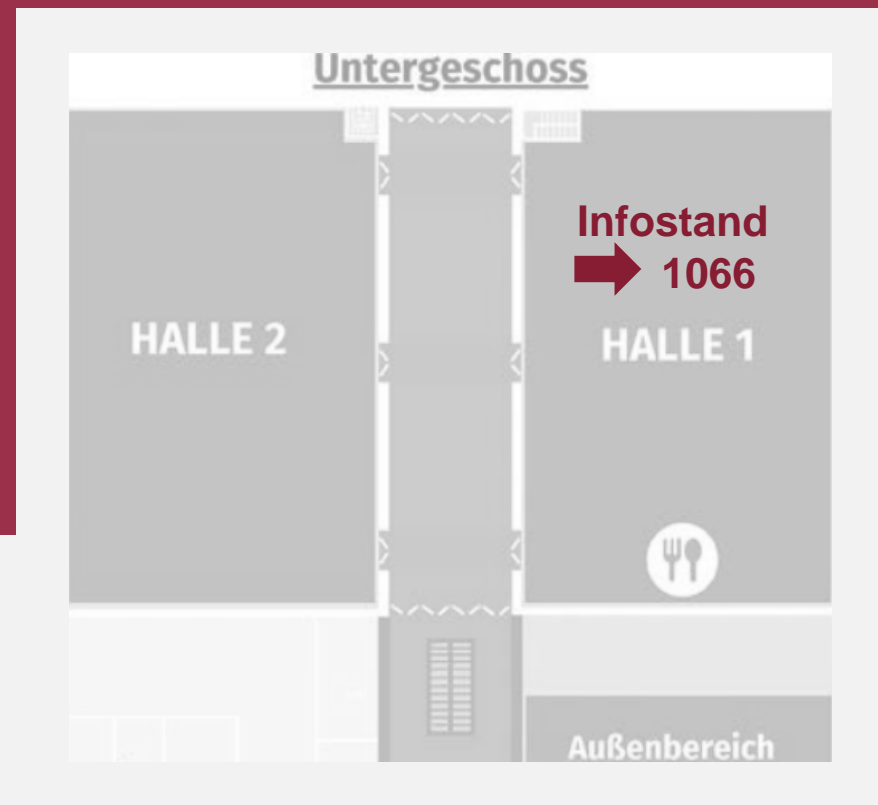 Untergeschoss
Infostand
1066
HALLE 2
HALLE 1
Außenbereich